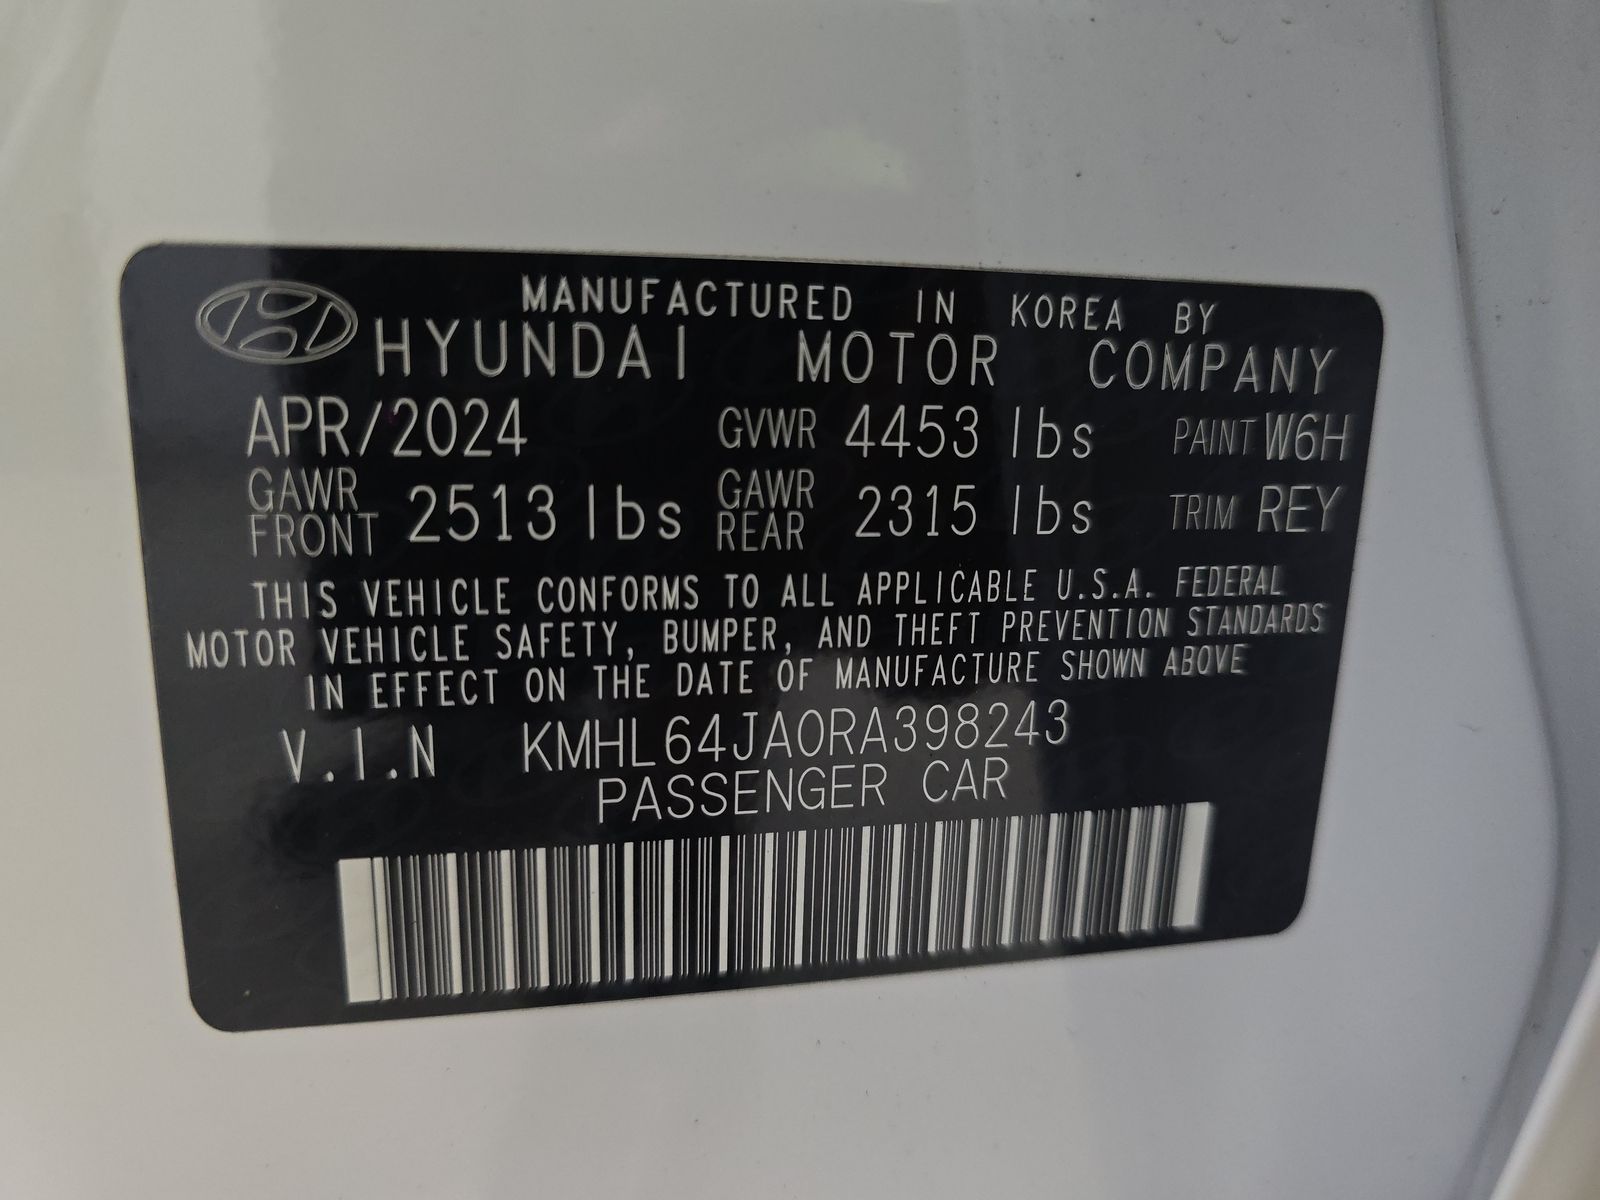 MANUFACTURED IN KOREA BY
HYUNDAI MOTOR COMPANY
APR/2024 GVWR 4453 lbs PAINT W6H
GAWR FRONT 2513 lbs GAWR REAR 2315 lbs TRIM REY
THIS VEHICLE CONFORMS TO ALL APPLICABLE U.S.A. FEDERAL
MOTOR VEHICLE SAFETY, BUMPER, AND THEFT PREVENTION STANDARDS
IN EFFECT ON THE DATE OF MANUFACTURE SHOWN ABOVE
V.I.N KMHL64JA0RA398243
PASSENGER CAR